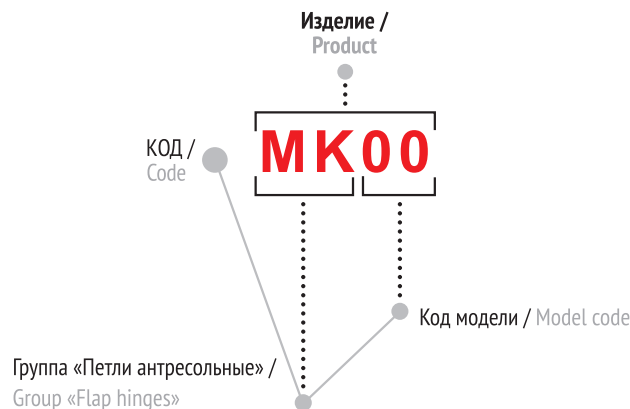 Изделие /
Product
МК00
КОД /
Code
Код модели / Model code
Группа «Петли антресольные» /
Group «Flap hinges»